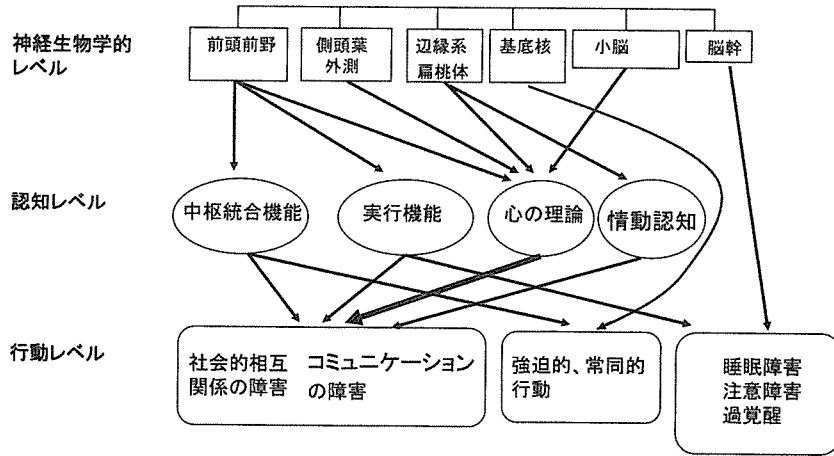 神経生物学的
レベル
前頭前野
側頭葉
外測
辺縁系
扁桃体
基底核
小脳
脳幹
認知レベル
中枢統合機能
実行機能
心の理論
情動認知
行動レベル
社会的相互
関係の障害
コミュニケーション
の障害
強迫的、常同的
行動
睡眠障害
注意障害
過覚醒